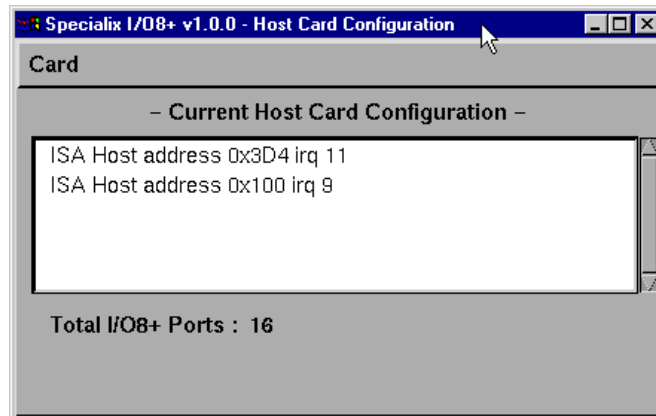 Specialix I/O8+ v1.0.0 - Host Card Configuration
Card
– Current Host Card Configuration –
ISA Host address 0x3D4 irq 11
ISA Host address 0x100 irq 9
Total I/O8+ Ports : 16